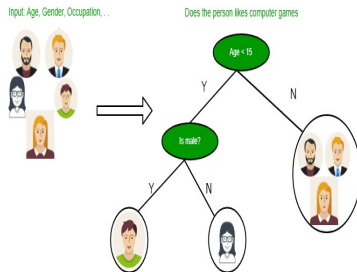 Input: Age, Gender, Occupation, . .
Does the person likes computer games
Age < 15
Y
N
Is male?
Y
N